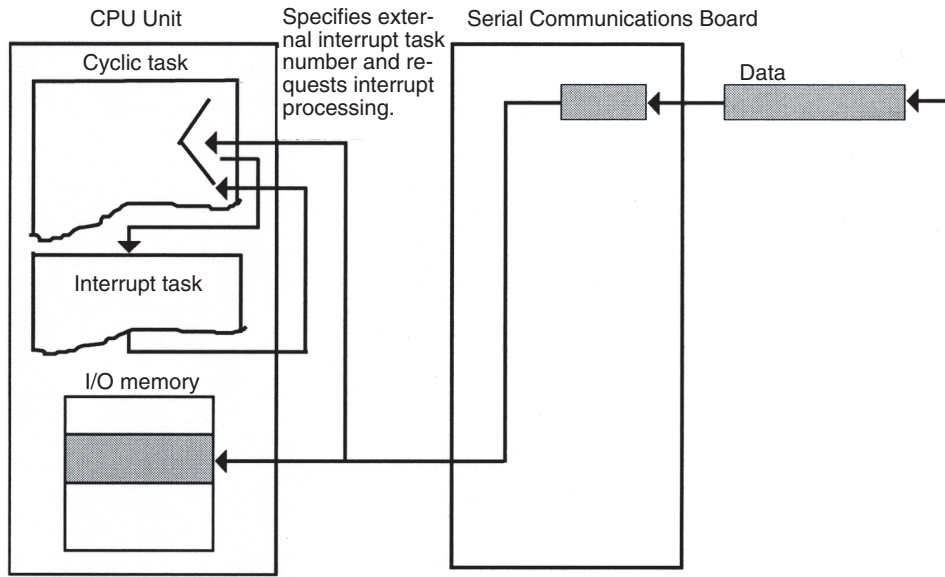 CPU Unit
Specifies exter-
nal interrupt task
number and re-
quests interrupt
processing.
Serial Communications Board
Cyclic task
Data
Interrupt task
I/O memory